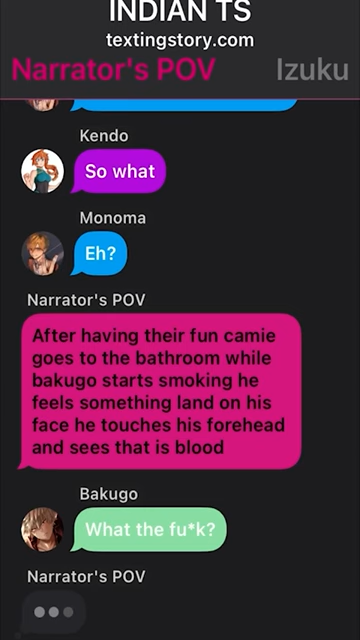 INDIAN TS
textingstory.com
Narrator's POV Izuku
Kendo
So what
Monoma
Eh?
Narrator's POV
After having their fun camie
goes to the bathroom while
bakugo starts smoking he
feels something land on his
face he touches his forehead
and sees that is blood
Bakugo
What the fu*k?
Narrator's POV